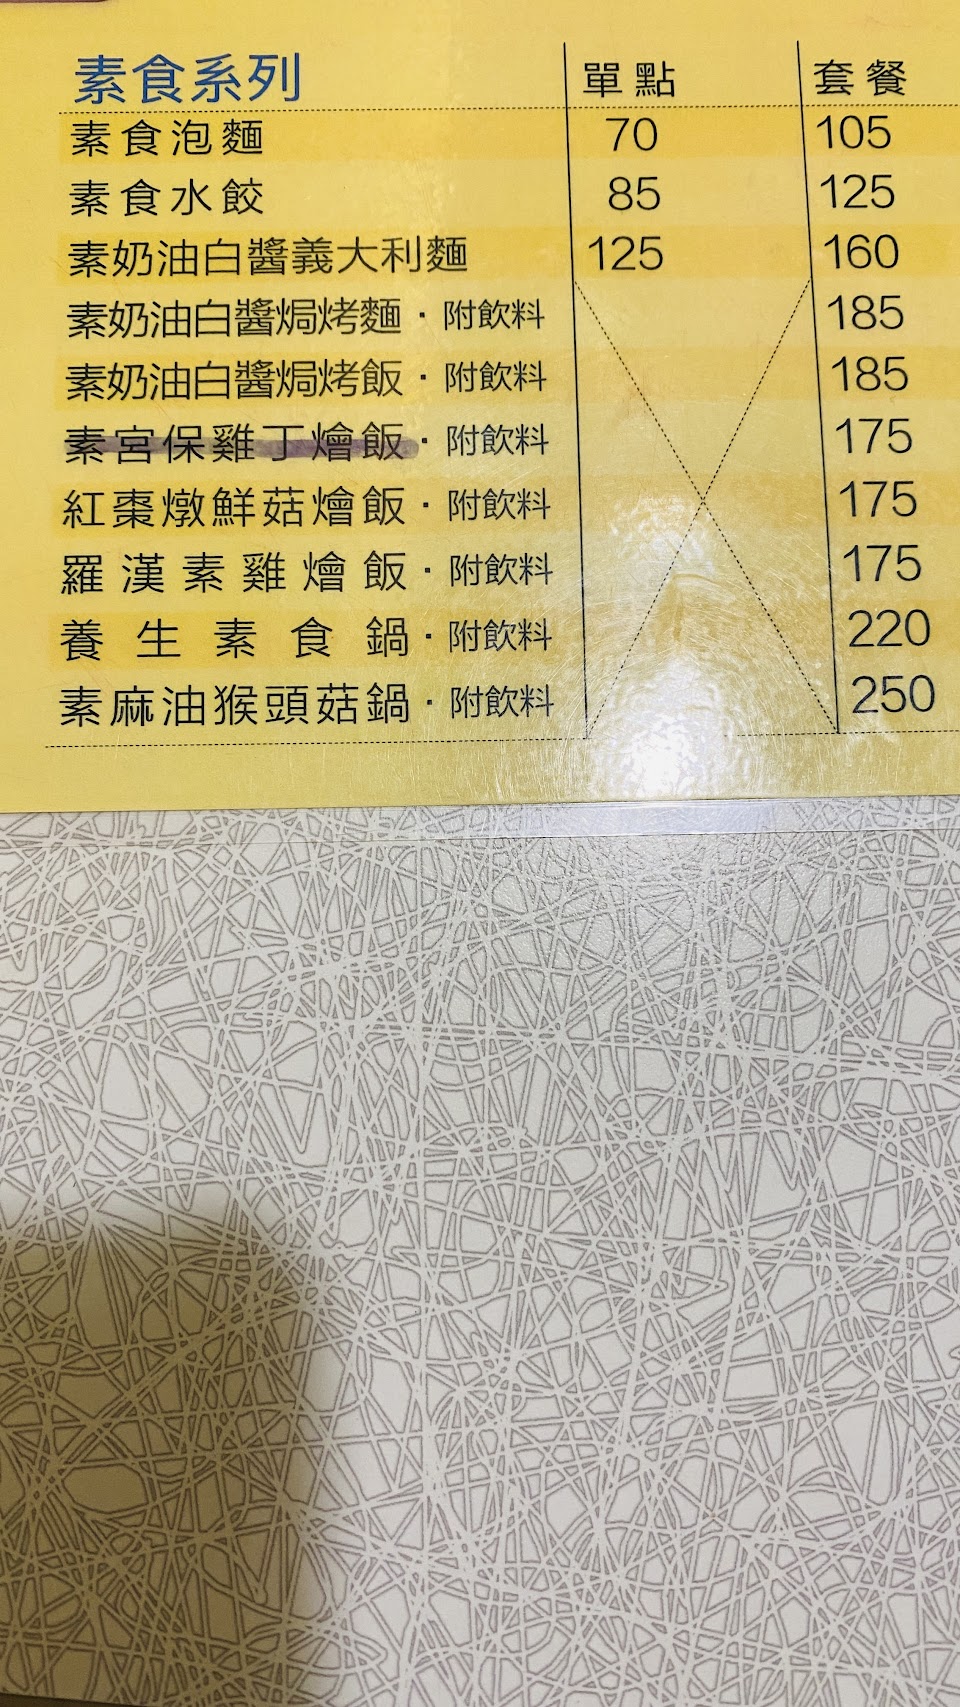 素食系列 單點 套餐
素食泡麵 70 105
素食水餃 85 125
素奶油白醬義大利麵 125 160
素奶油白醬焗烤麵・附飲料 185
素奶油白醬焗烤飯・附飲料 185
素宮保雞丁燴飯・附飲料 175
紅棗燉鮮菇燴飯・附飲料 175
羅漢素雞燴飯・附飲料 175
養生素食鍋・附飲料 220
素麻油猴頭菇鍋・附飲料 250